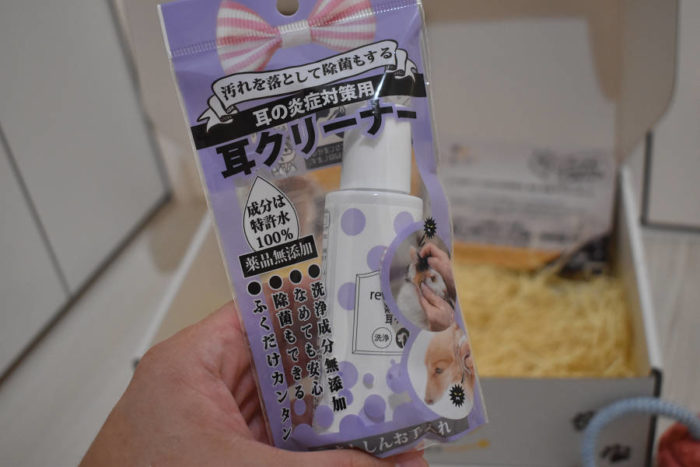 汚れを落として除菌もする
耳の炎症対策用
耳クリーナー
成分は
特許水
100%
薬品無添加
洗浄成分無添加
なめても安心
除菌もできる
ふくだけカンタン
洗浄
しんお手入れ